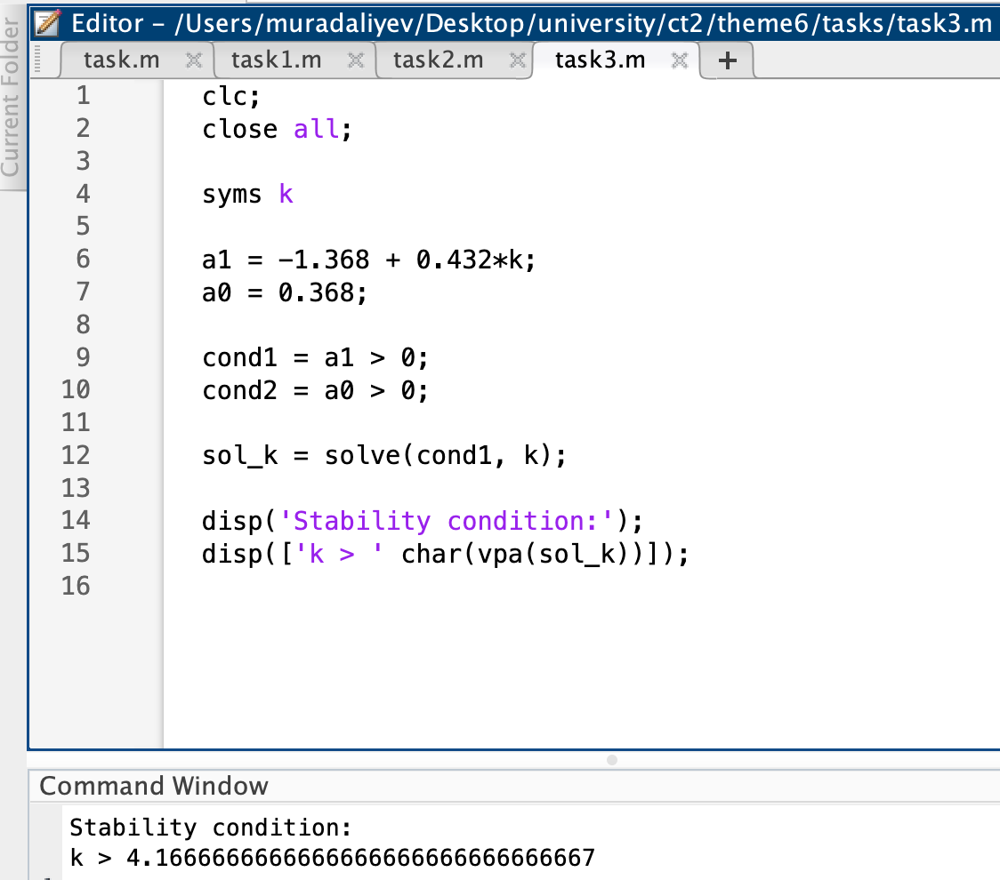 Editor – /Users/muradaliyev/Desktop/university/ct2/theme6/tasks/task3.m
Current Folder
task.m × task1.m × task2.m × task3.m × +
1 clc;
2 close all;
3
4 syms k
5
6 a1 = -1.368 + 0.432*k;
7 a0 = 0.368;
8
9 cond1 = a1 > 0;
10 cond2 = a0 > 0;
11
12 sol_k = solve(cond1, k);
13
14 disp('Stability condition:');
15 disp(['k > ' char(vpa(sol_k))]);
16
Command Window
Stability condition:
k > 4.1666666666666666666666666666667